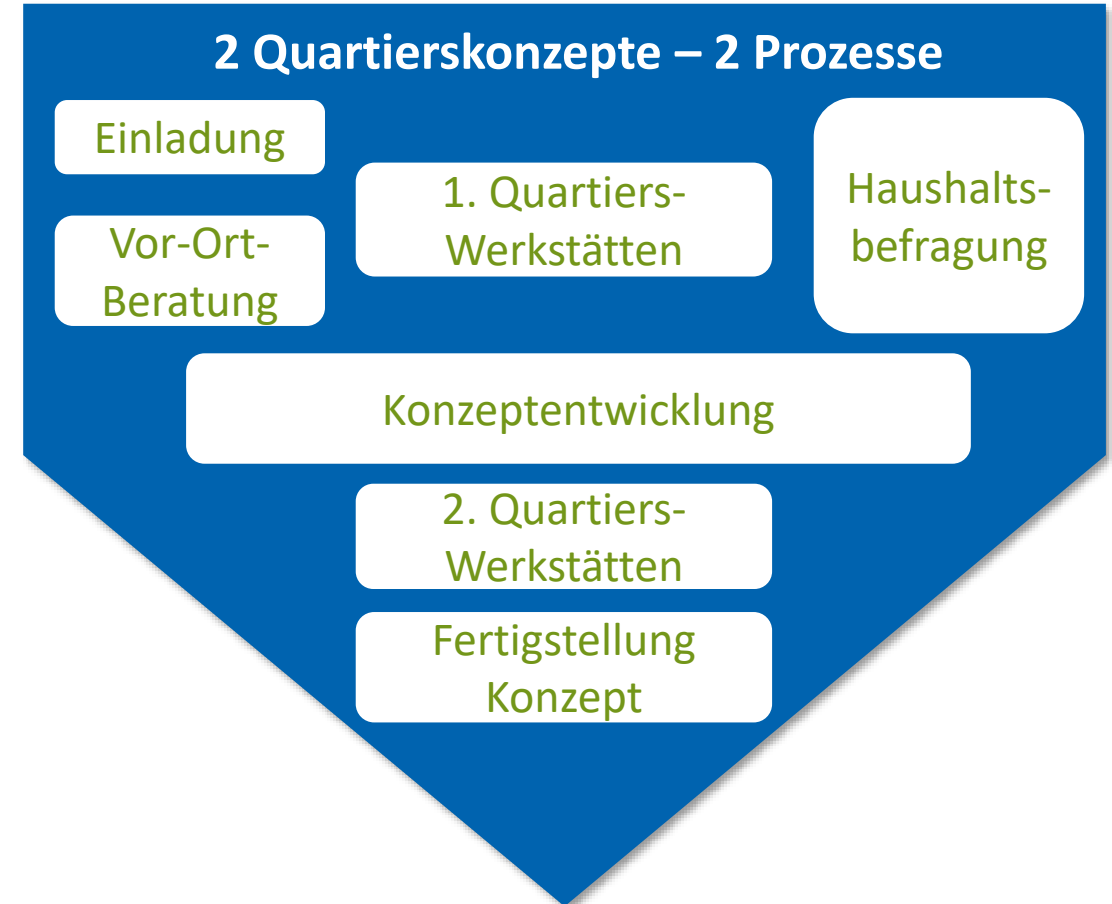 2 Quartierskonzepte – 2 Prozesse
Einladung
Vor-Ort-
Beratung
1. Quartiers-
Werkstätten
Haushalts-
befragung
Konzeptentwicklung
2. Quartiers-
Werkstätten
Fertigstellung
Konzept